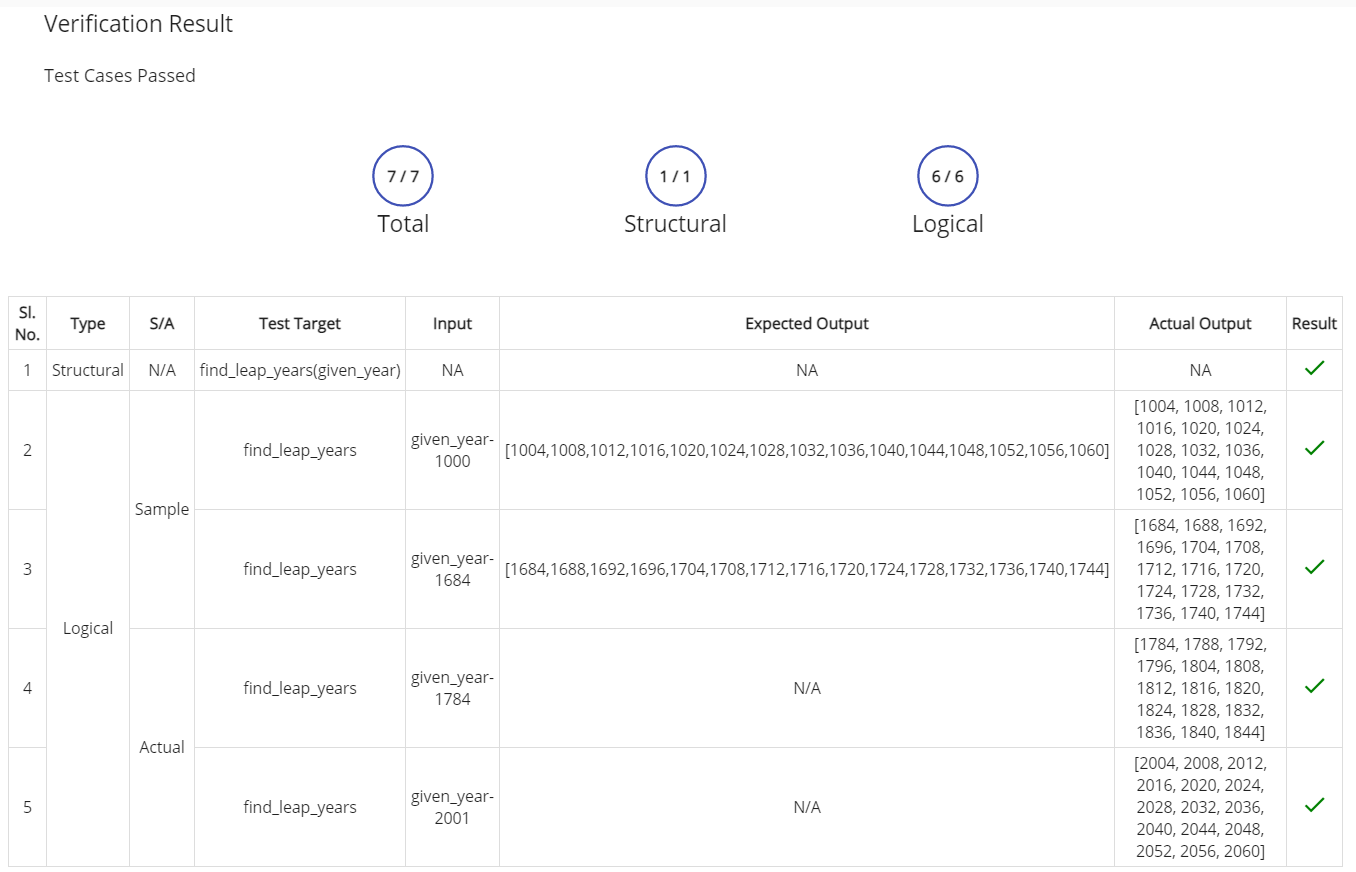 Verification Result
Test Cases Passed
7 / 7
Total
1 / 1
Structural
6 / 6
Logical
Sl. No. Type S/A Test Target Input Expected Output Actual Output Result
1 Structural N/A find_leap_years(given_year) NA NA NA
Logical
Sample
2 find_leap_years given_year-
1000
[1004,1008,1012,1016,1020,1024,1028,1032,1036,1040,1044,1048,1052,1056,1060]
[1004, 1008, 1012,
1016, 1020, 1024,
1028, 1032, 1036,
1040, 1044, 1048,
1052, 1056, 1060]
3 find_leap_years given_year-
1684
[1684,1688,1692,1696,1704,1708,1712,1716,1720,1724,1728,1732,1736,1740,1744]
[1684, 1688, 1692,
1696, 1704, 1708,
1712, 1716, 1720,
1724, 1728, 1732,
1736, 1740, 1744]
Actual
4 find_leap_years given_year-
1784
N/A
[1784, 1788, 1792,
1796, 1804, 1808,
1812, 1816, 1820,
1824, 1828, 1832,
1836, 1840, 1844]
5 find_leap_years given_year-
2001
N/A
[2004, 2008, 2012,
2016, 2020, 2024,
2028, 2032, 2036,
2040, 2044, 2048,
2052, 2056, 2060]